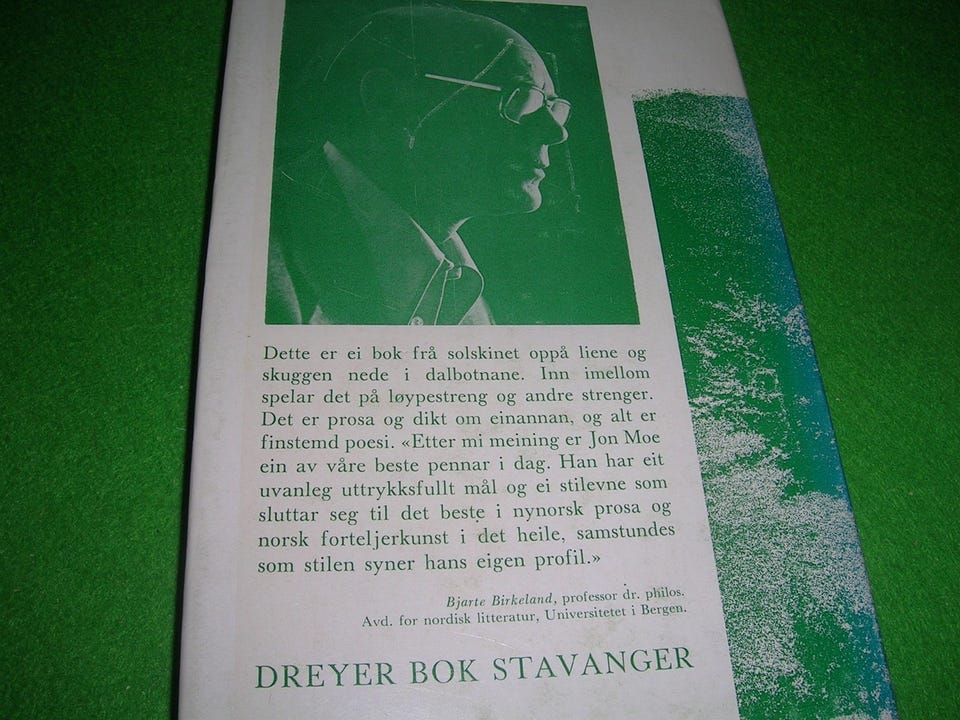 Dette er ei bok frå solskinet oppå liene og
skuggen nede i dalbotnane. Inn imellom
spelar det på løypestreng og andre strenger.
Det er prosa og dikt om einannan, og alt er
finstemd poesi. «Etter mi meining er Jon Moe
ein av våre beste pennar i dag. Han har eit
uvanleg uttrykksfullt mål og ei stilevne som
sluttar seg til det beste i nynorsk prosa og
norsk forteljerkunst i det heile, samstundes
som stilen syner hans eigen profil.»
Bjarte Birkeland, professor dr. philos.
Avd. for nordisk litteratur, Universitetet i Bergen.
DREYER BOK STAVANGER